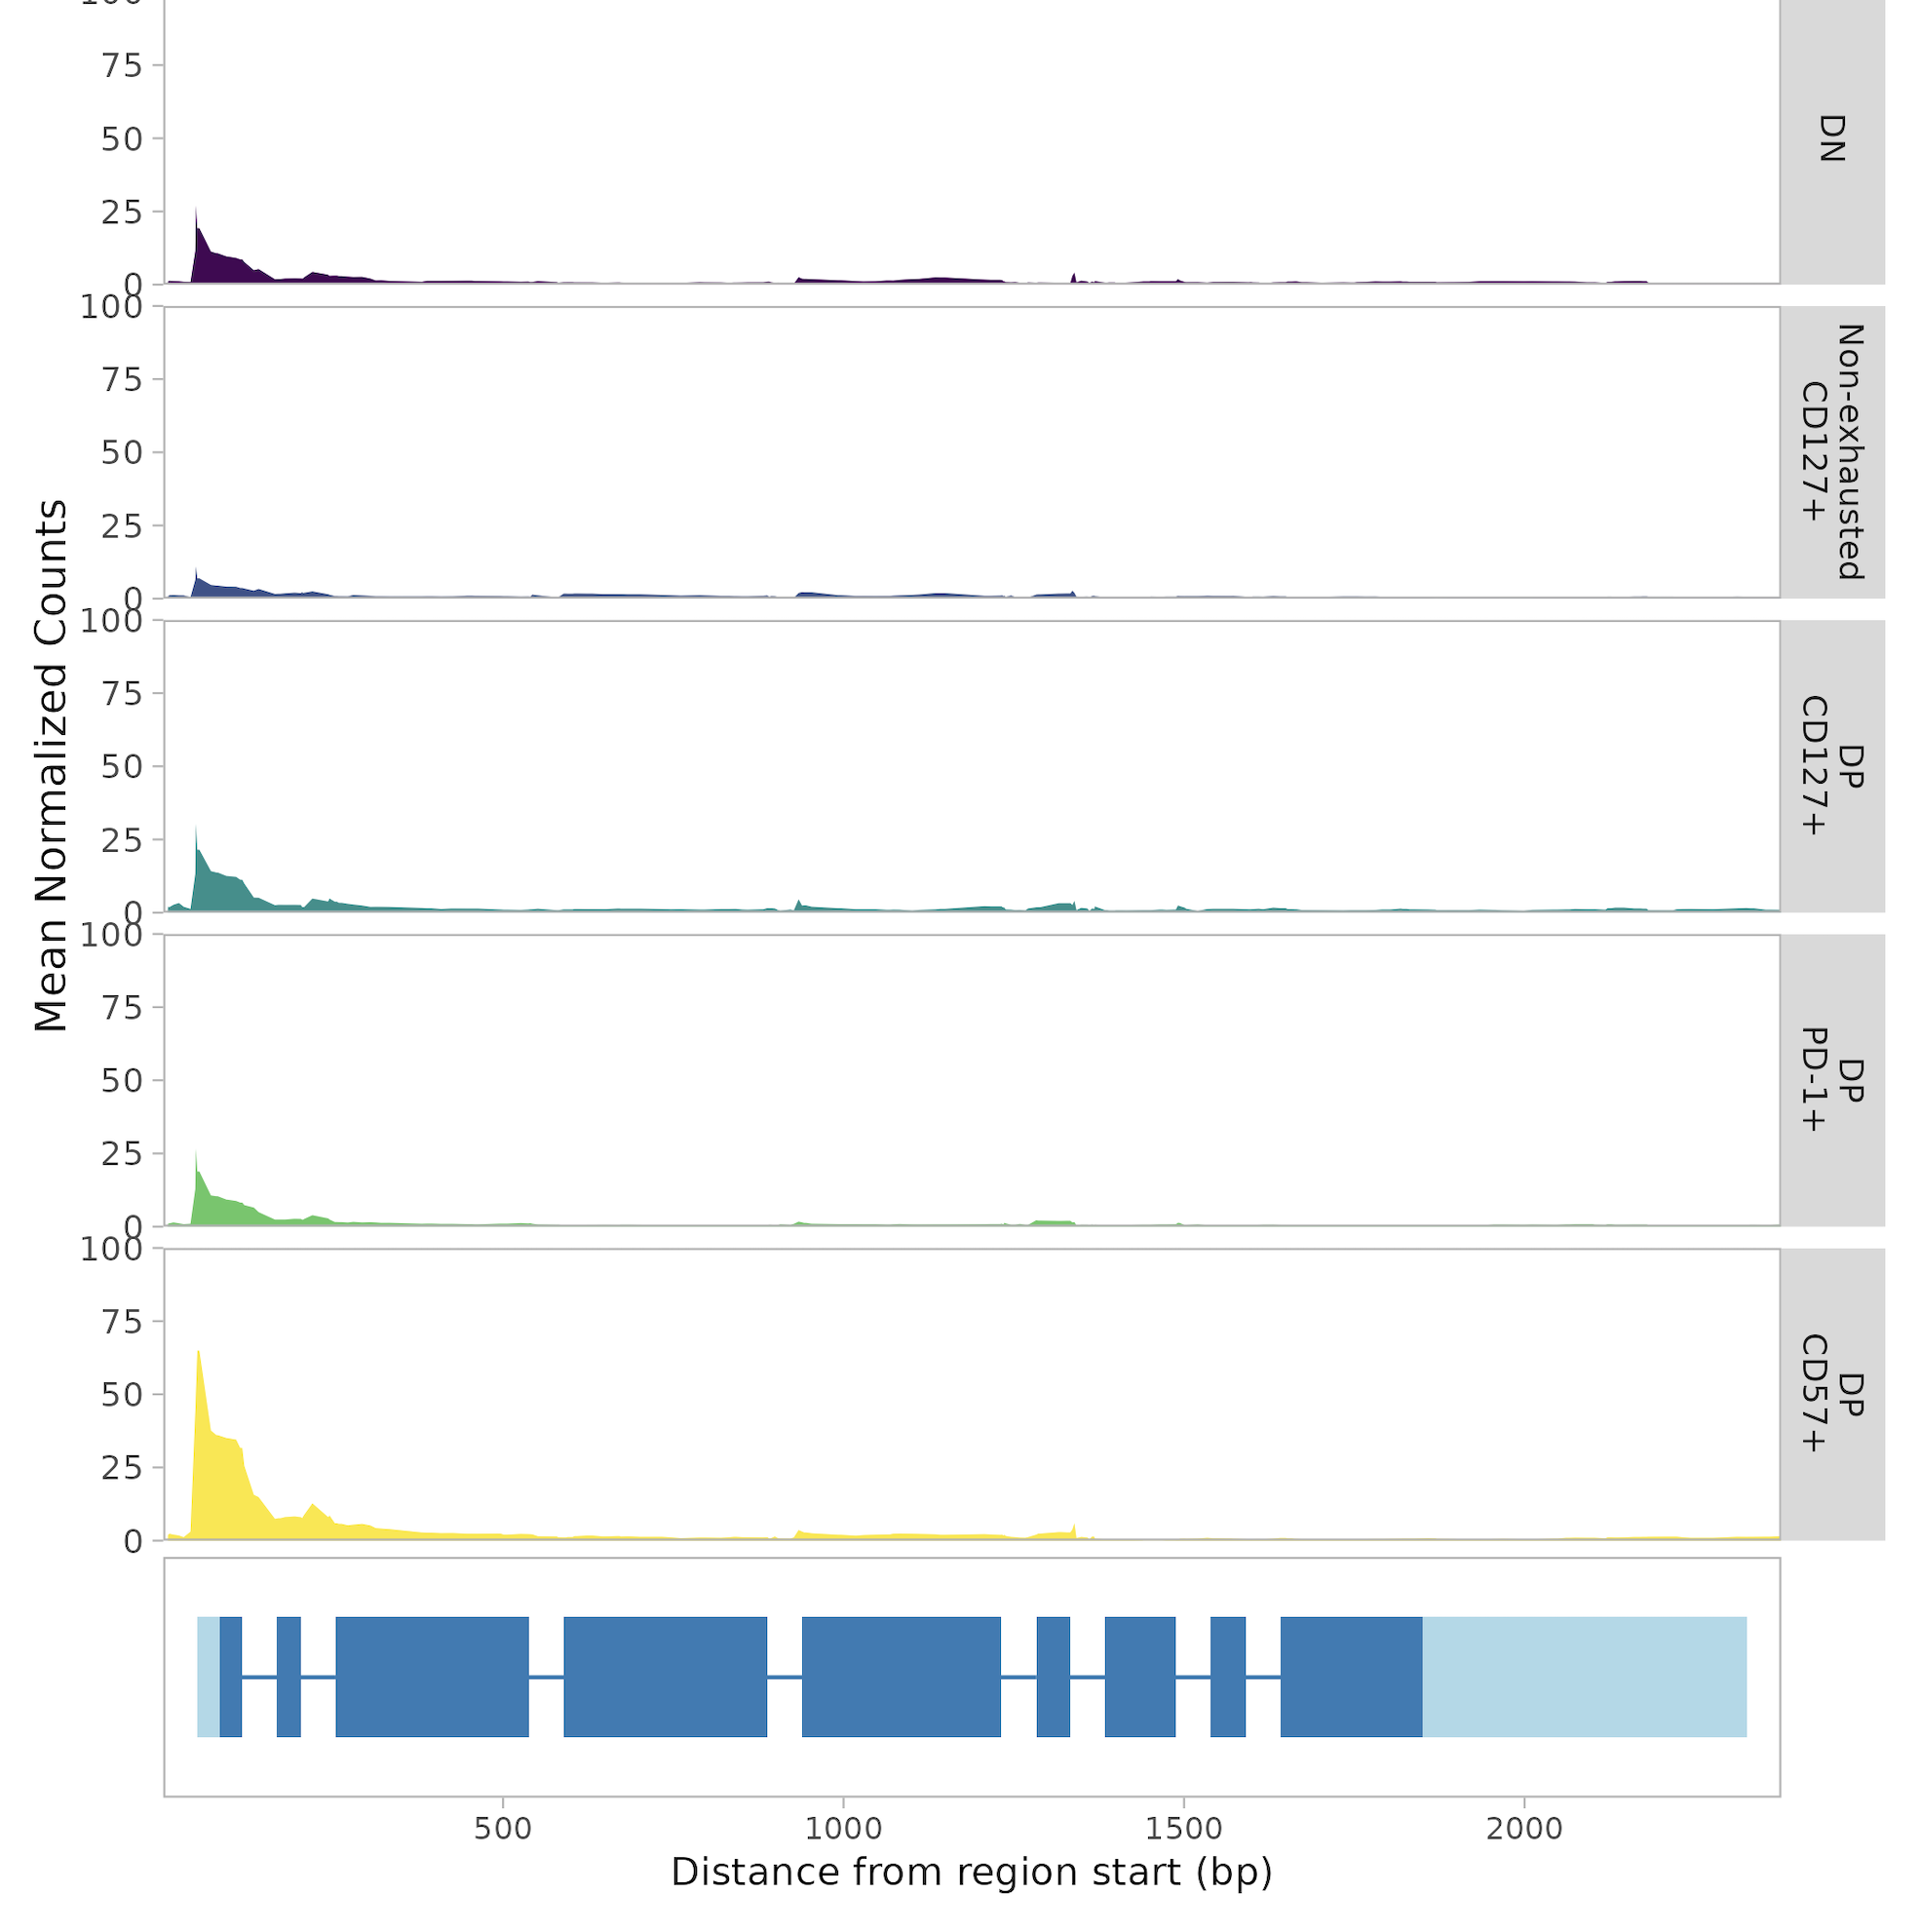 75
50
25
0
DN
100
75
50
25
0
Non-exhausted
CD127+
100
75
50
25
0
DP
CD127+
100
75
50
25
0
DP
PD-1+
100
75
50
25
0
DP
CD57+
Mean Normalized Counts
500 1000 1500 2000
Distance from region start (bp)